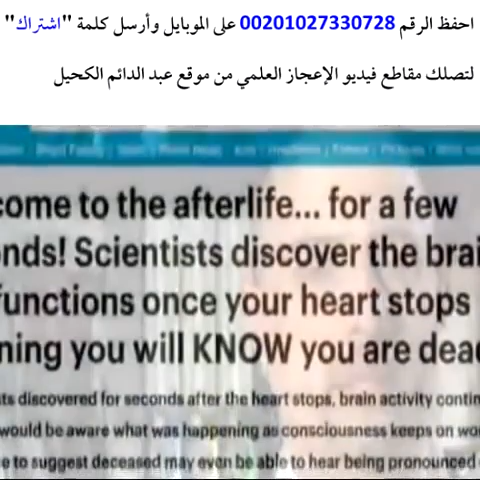 احفظ الرقم 00201027330728 على الموبايل وأرسل كلمة "اشتراك"
لتصلك مقاطع فيديو الإعجاز العلمي من موقع عبد الدائم الكحيل
come to the afterlife... for a few
nds! Scientists discover the brai
functions once your heart stops
ning you will KNOW you are dea
ts discovered for seconds after the heart stops, brain activity contin
would be aware what was happening as consciousness keeps on wo
e to suggest deceased may even be able to hear being pronounced